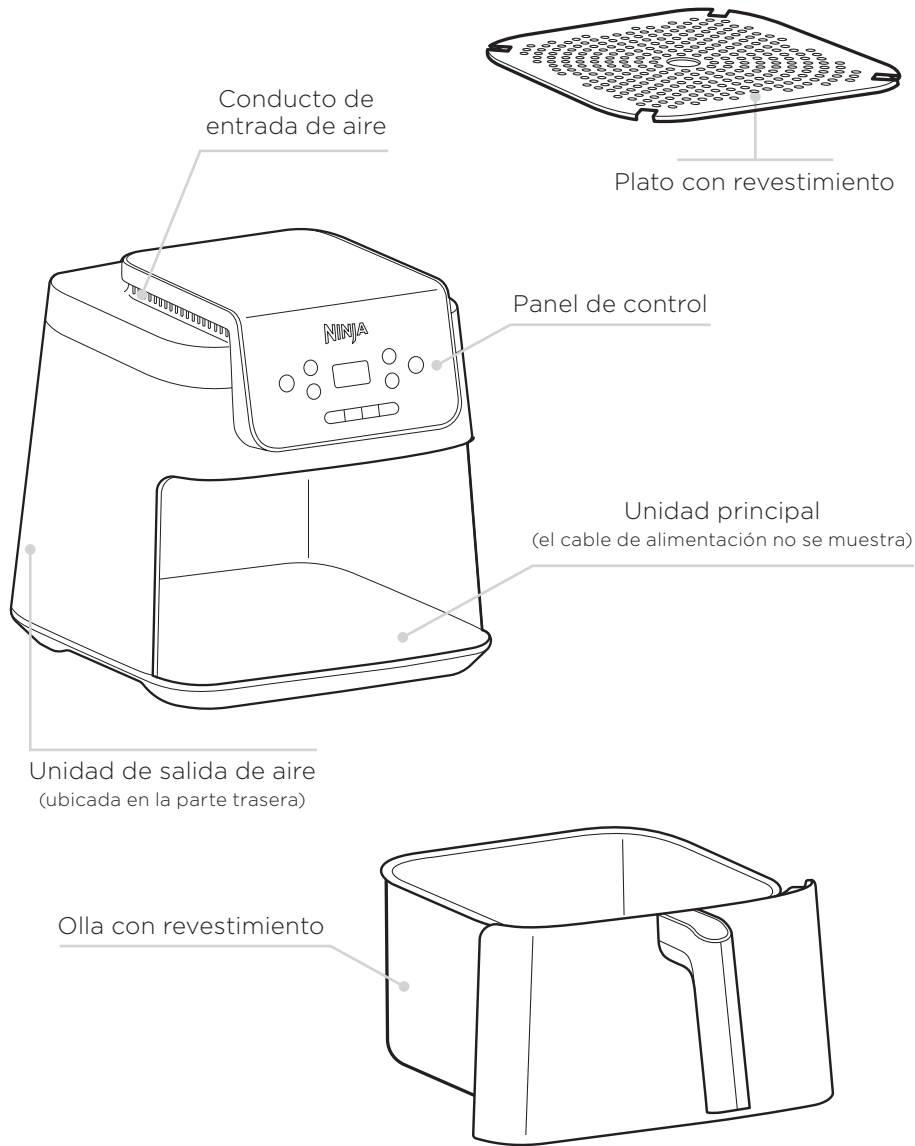 Conducto de
entrada de aire
Plato con revestimiento
Panel de control
NINJA
Unidad principal
(el cable de alimentación no se muestra)
Unidad de salida de aire
(ubicada en la parte trasera)
Olla con revestimiento